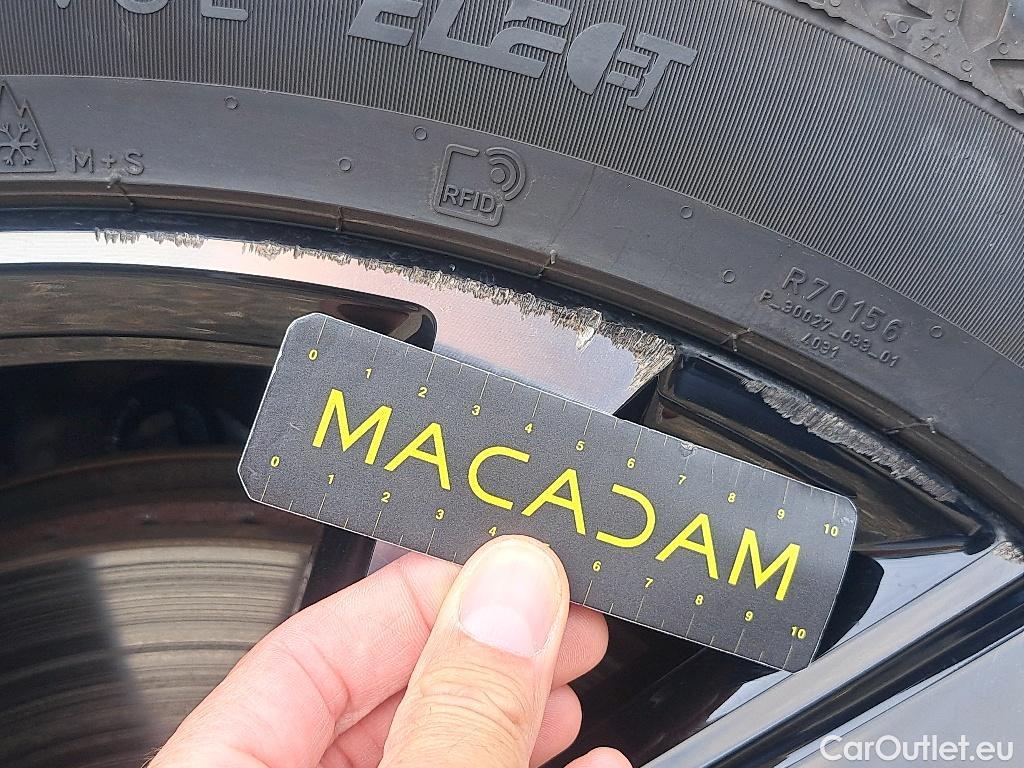 VOL
ELECT
M+S
RFID
R70156
P_30027_093_01
4091
0 1 2 3 4 5 6 7 8 9 10
MACADAM
0 1 2 3 4 6 7 8 9 10
CarOutlet.eu